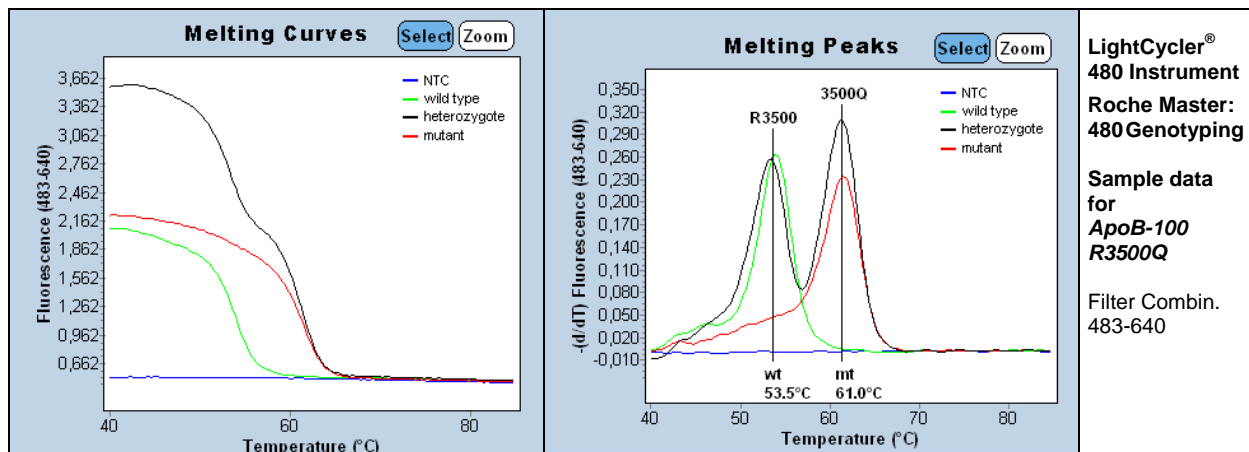 Melting Curves
Select
Zoom
3,662
3,362
3,062
2,762
2,462
2,162
1,862
1,562
1,262
0,962
0,662
Fluorescence (483-640)
NTC
wild type
heterozygote
mutant
40
60
80
Temperature (°C)
Melting Peaks
Select
Zoom
0,350
0,320
0,290
0,260
0,230
0,200
0,170
0,140
0,110
0,080
0,050
0,020
-0,010
-(d/dT) Fluorescence (483-640)
3500Q
R3500
NTC
wild type
heterozygote
mutant
wt
53.5°C
mt
61.0°C
40
50
60
70
80
Temperature (°C)
LightCycler®
480 Instrument
Roche Master:
480 Genotyping
Sample data
for
ApoB-100
R3500Q
Filter Combin.
483-640